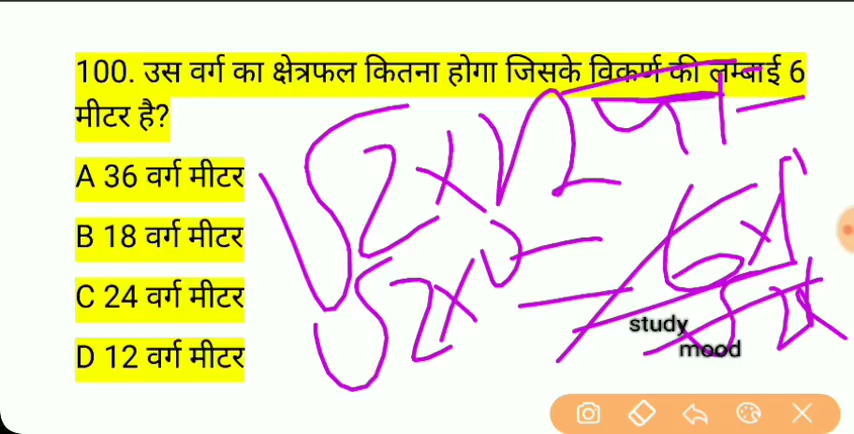 100. उस वर्ग का क्षेत्रफल कितना होगा जिसके विकर्ण की लम्बाई 6
मीटर है?
A 36 वर्ग मीटर
B 18 वर्ग मीटर
C 24 वर्ग मीटर
D 12 वर्ग मीटर
study
mood